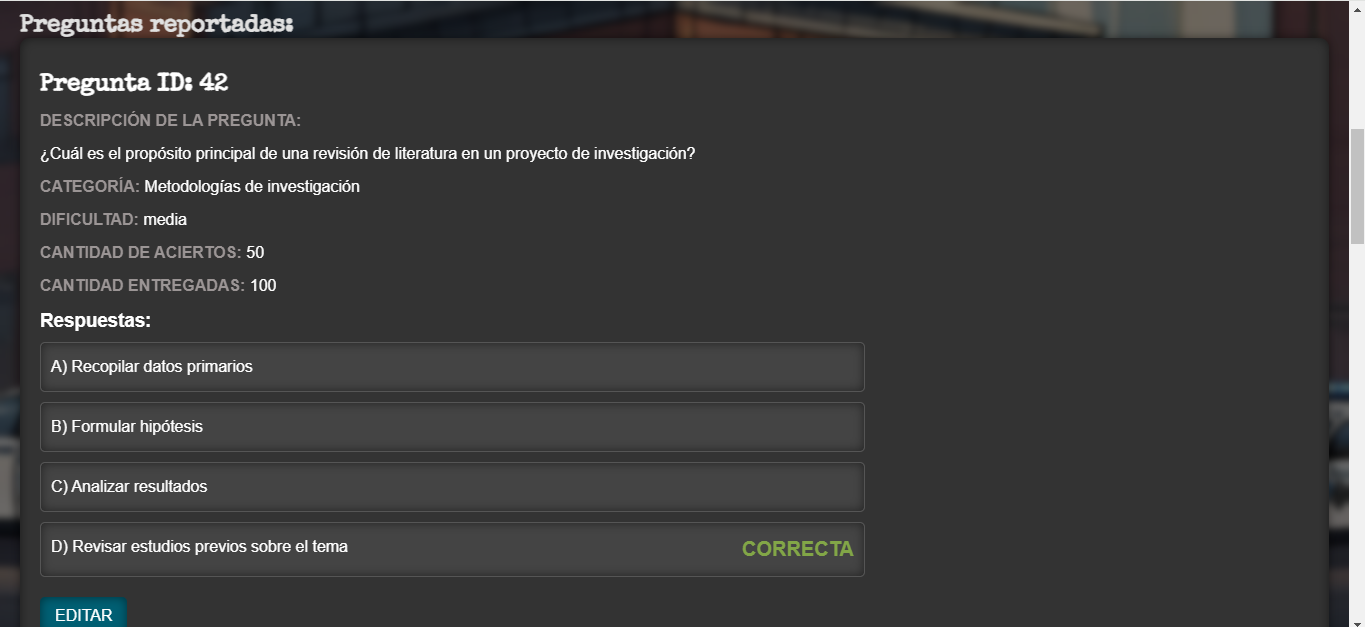 Preguntas reportadas:
Pregunta ID: 42
DESCRIPCIÓN DE LA PREGUNTA:
¿Cuál es el propósito principal de una revisión de literatura en un proyecto de investigación?
CATEGORÍA: Metodologías de investigación
DIFICULTAD: media
CANTIDAD DE ACIERTOS: 50
CANTIDAD ENTREGADAS: 100
Respuestas:
A) Recopilar datos primarios
B) Formular hipótesis
C) Analizar resultados
D) Revisar estudios previos sobre el tema CORRECTA
EDITAR